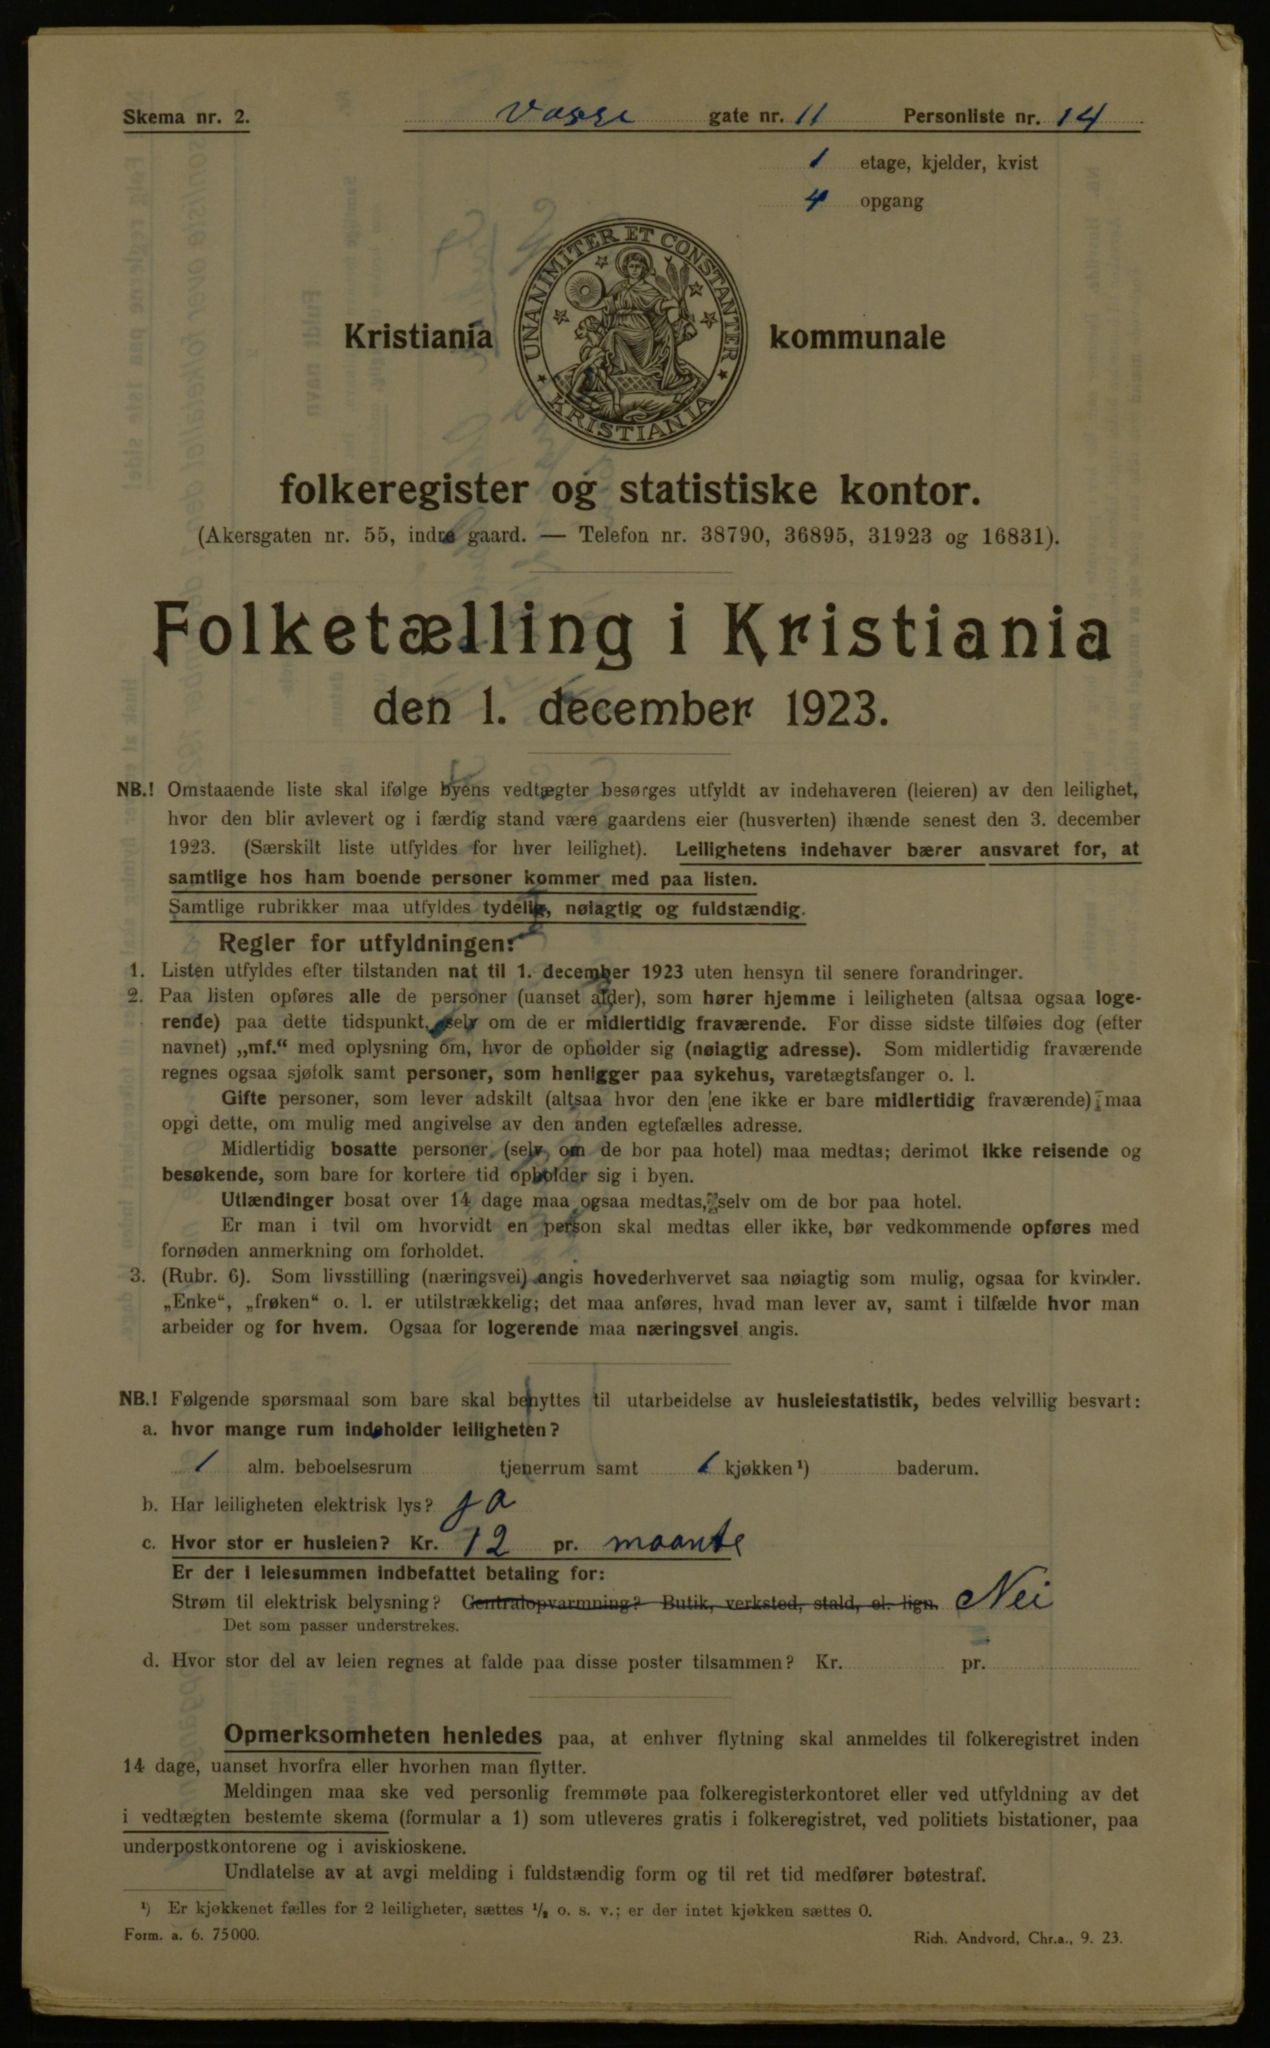 Skema nr. 2. Vogge gate nr. 11 Personliste nr. 14
1 etage, kjelder, kvist
4 opgang
UNANIMITER ET CONSTANTER
KRISTIANIA
Kristiania kommunale
folkeregister og statistiske kontor.
(Akersgaten nr. 55, indre gaard. — Telefon nr. 38790, 36895, 31923 og 16831).
Folketælling i Kristiania
den 1. december 1923.
NB.! Omstaaende liste skal ifølge byens vedtægter besørges utfyldt av indehaveren (leieren) av den leilighet,
hvor den blir avlevert og i færdig stand være gaardens eier (husverten) ihænde senest den 3. december
1923. (Særskilt liste utfyldes for hver leilighet). Leilighetens indehaver bærer ansvaret for, at
samtlige hos ham boende personer kommer med paa listen.
Samtlige rubrikker maa utfyldes tydelig, nøiagtig og fuldstændig.
Regler for utfyldningen:
1. Listen utfyldes efter tilstanden nat til 1. december 1923 uten hensyn til senere forandringer.
2. Paa listen opføres alle de personer (uanset alder), som hører hjemme i leiligheten (altsaa ogsaa loge-
rende) paa dette tidspunkt, selv om de er midlertidig fraværende. For disse sidste tilføies dog (efter
navnet) „mf.“ med oplysning om, hvor de opholder sig (nøiagtig adresse). Som midlertidig fraværende
regnes ogsaa sjøfolk samt personer, som henligger paa sykehus, varetægtsfanger o. l.
Gifte personer, som lever adskilt (altsaa hvor den ene ikke er bare midlertidig fraværende) maa
opgi dette, om mulig med angivelse av den anden egtefælles adresse.
Midlertidig bosatte personer (selv om de bor paa hotel) maa medtas; derimot ikke reisende og
besøkende, som bare for kortere tid opholder sig i byen.
Utlændinger bosat over 14 dage maa ogsaa medtas, selv om de bor paa hotel.
Er man i tvil om hvorvidt en person skal medtas eller ikke, bør vedkommende opføres med
fornøden anmerkning om forholdet.
3. (Rubr. 6). Som livsstilling (næringsvei) angis hovederhvervet saa nøiagtig som mulig, ogsaa for kvinder.
„Enke“, „frøken“ o. l. er utilstrækkelig; det maa anføres, hvad man lever av, samt i tilfælde hvor man
arbeider og for hvem. Ogsaa for logerende maa næringsvei angis.
NB.! Følgende spørsmaal som bare skal benyttes til utarbeidelse av husleiestatistik, bedes velvillig besvart:
a. hvor mange rum indeholder leiligheten?
1 alm. beboelsesrum tjenerrum samt 1 kjøkken ¹) baderum.
b. Har leiligheten elektrisk lys? ja
c. Hvor stor er husleien? Kr. 12 pr. maante
Er der i leiesummen indbefattet betaling for:
Strøm til elektrisk belysning? Centralopvarmning? Butik, verksted, stald, el. lign. Nei
Det som passer understrekes.
d. Hvor stor del av leien regnes at falde paa disse poster tilsammen? Kr. pr.
Opmerksomheten henledes paa, at enhver flytning skal anmeldes til folkeregistret inden
14 dage, uanset hvorfra eller hvorhen man flytter.
Meldingen maa ske ved personlig fremmøte paa folkeregisterkontoret eller ved utfyldning av det
i vedtægten bestemte skema (formular a 1) som utleveres gratis i folkeregistret, ved politiets bistationer, paa
underpostkontorene og i aviskioskene.
Undlatelse av at avgi melding i fuldstændig form og til ret tid medfører bøtestraf.
¹) Er kjøkkenet fælles for 2 leiligheter, sættes ½ o. s. v.; er der intet kjøkken sættes 0.
Form. a. 6. 75000. Rich. Andvord, Chr.a., 9. 23.